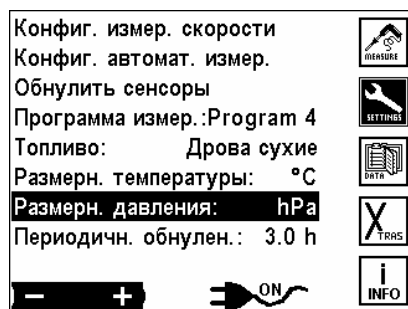 Конфиг. измер. скорости
Конфиг. автомат. измер.
Обнулить сенсоры
Программа измер.:Program 4
Топливо: Дрова сухие
Размерн. температуры: °C
Размерн. давления: hPa
Периодичн. обнулен.: 3.0 h
− +
ON
MEASURE
SETTINGS
DATA
XTRAS
i
INFO